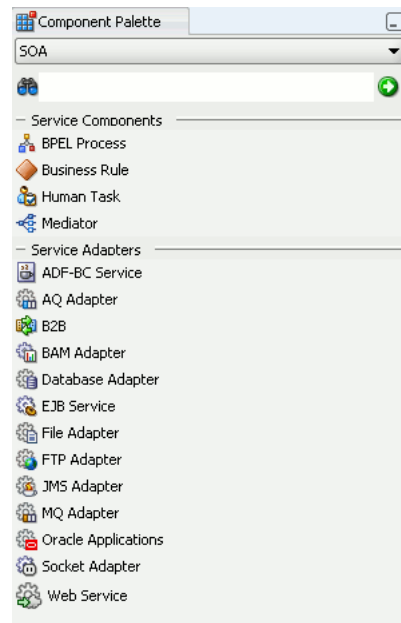 Component Palette
SOA
Service Components
BPEL Process
Business Rule
Human Task
Mediator
Service Adapters
ADF-BC Service
AQ Adapter
B2B
BAM Adapter
Database Adapter
EJB Service
File Adapter
FTP Adapter
JMS Adapter
MQ Adapter
Oracle Applications
Socket Adapter
Web Service